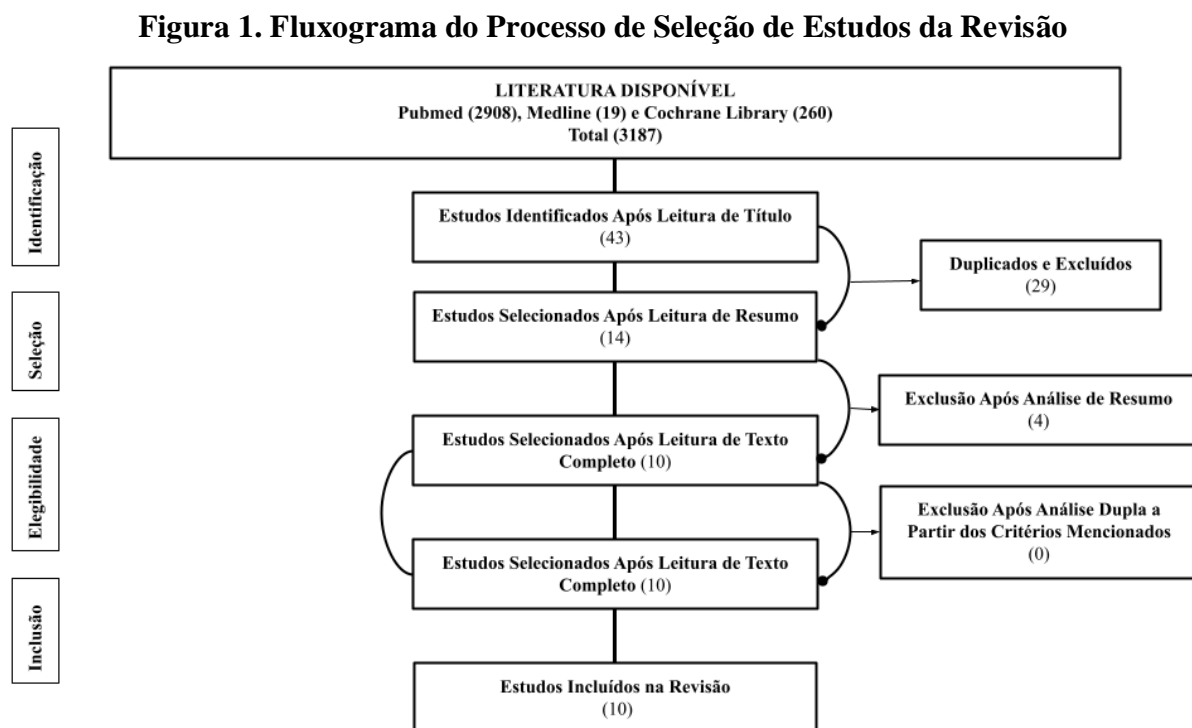 Figura 1. Fluxograma do Processo de Seleção de Estudos da Revisão
LITERATURA DISPONÍVEL
Pubmed (2908), Medline (19) e Cochrane Library (260)
Total (3187)
Identificação
Estudos Identificados Após Leitura de Título
(43)
Duplicados e Excluídos
(29)
Seleção
Estudos Selecionados Após Leitura de Resumo
(14)
Exclusão Após Análise de Resumo
(4)
Elegibilidade
Estudos Selecionados Após Leitura de Texto
Completo (10)
Exclusão Após Análise Dupla a
Partir dos Critérios Mencionados
(0)
Estudos Selecionados Após Leitura de Texto
Completo (10)
Inclusão
Estudos Incluídos na Revisão
(10)